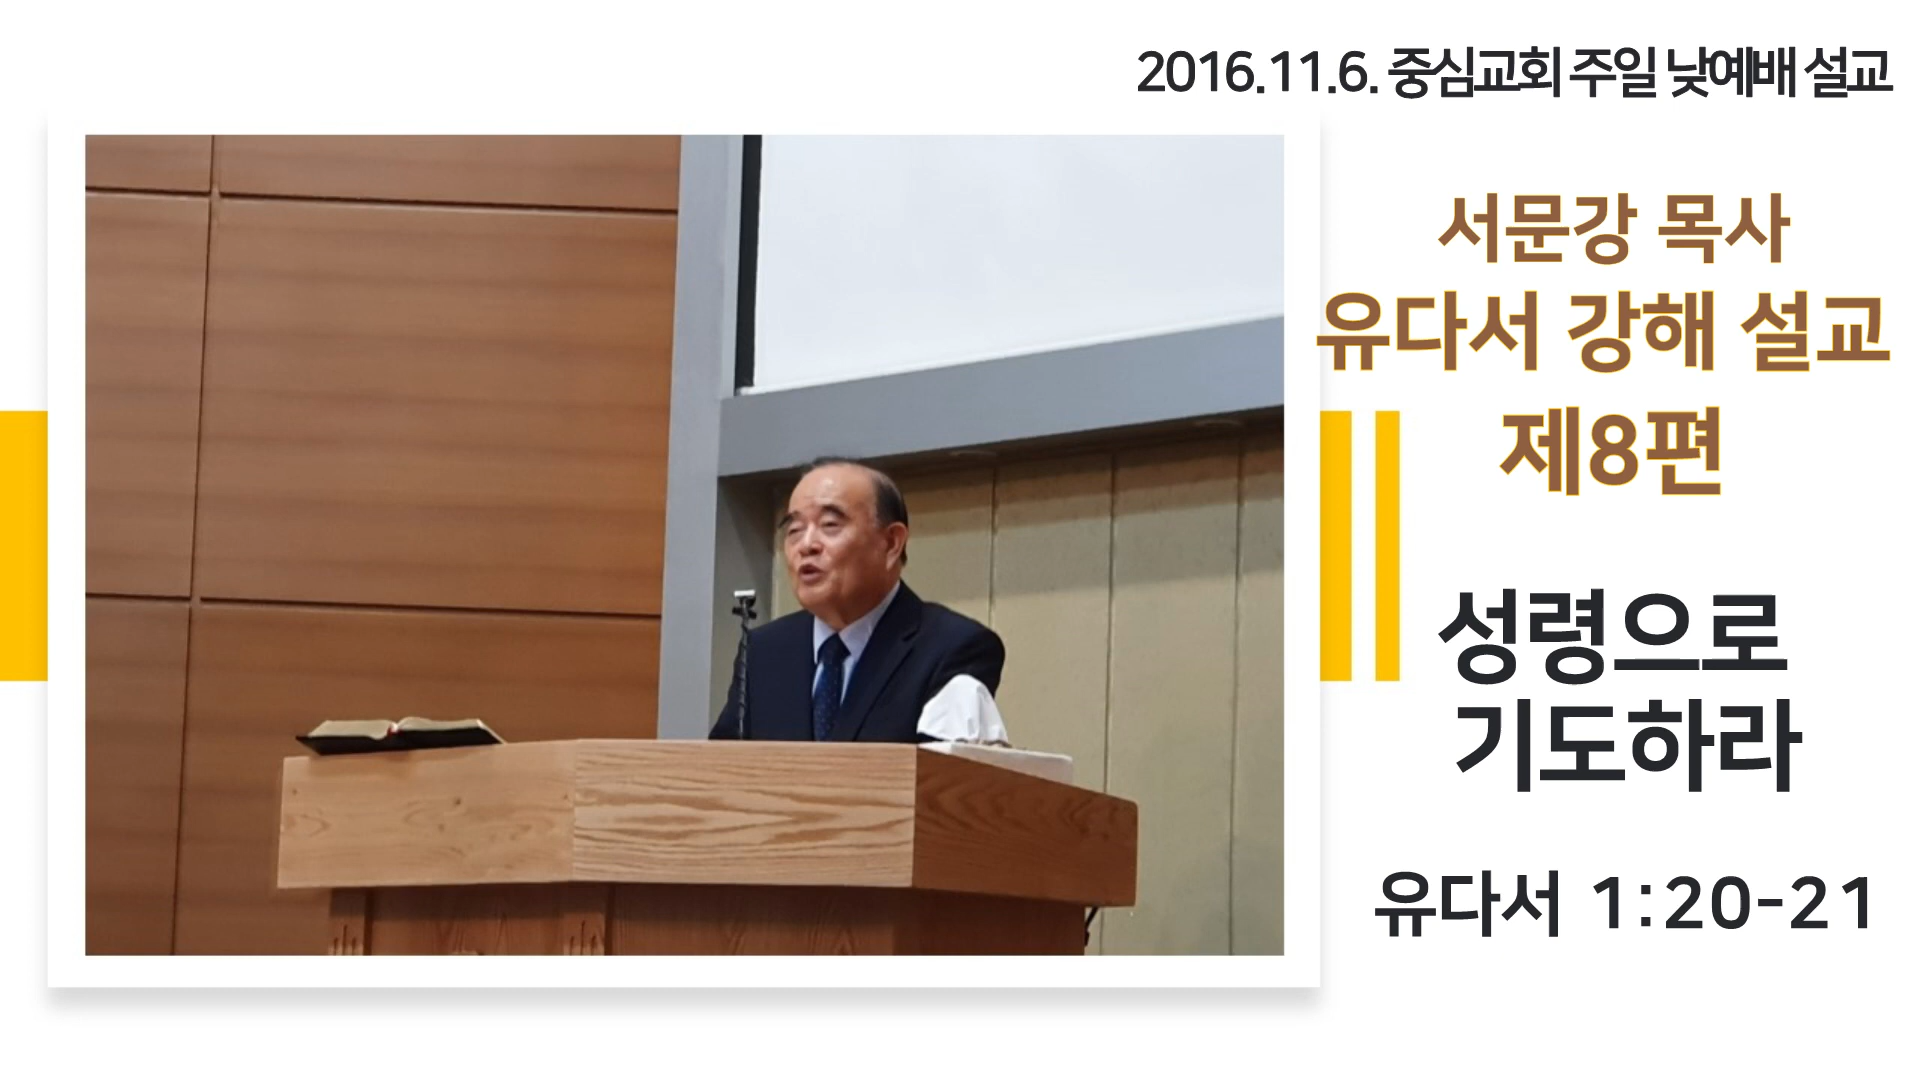 2016.11.6. 중심교회 주일 낮예배 설교
서문강 목사
유다서 강해 설교
제8편
성령으로
기도하라
유다서 1:20-21